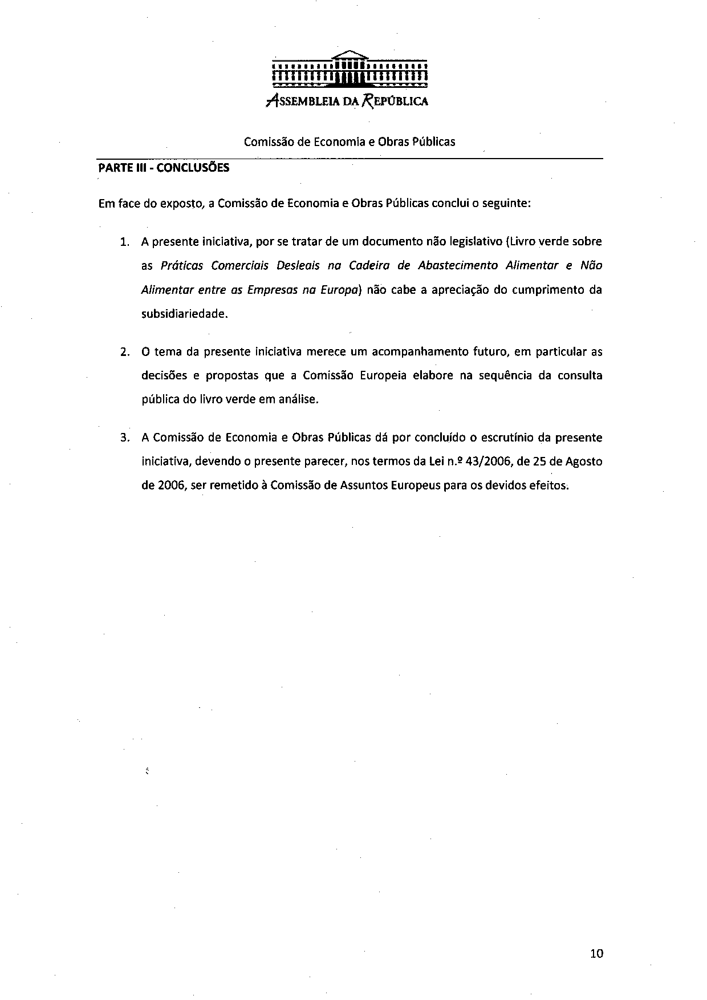 ASSEMBLEIA DA REPÚBLICA
Comissão de Economia e Obras Públicas
PARTE III - CONCLUSÕES
Em face do exposto, a Comissão de Economia e Obras Públicas conclui o seguinte:
1. A presente iniciativa, por se tratar de um documento não legislativo (Livro verde sobre
as Práticas Comerciais Desleais na Cadeira de Abastecimento Alimentar e Não
Alimentar entre as Empresas na Europa) não cabe a apreciação do cumprimento da
subsidiariedade.
2. O tema da presente iniciativa merece um acompanhamento futuro, em particular as
decisões e propostas que a Comissão Europeia elabore na sequência da consulta
pública do livro verde em análise.
3. A Comissão de Economia e Obras Públicas dá por concluído o escrutínio da presente
iniciativa, devendo o presente parecer, nos termos da Lei n.º 43/2006, de 25 de Agosto
de 2006, ser remetido à Comissão de Assuntos Europeus para os devidos efeitos.
10